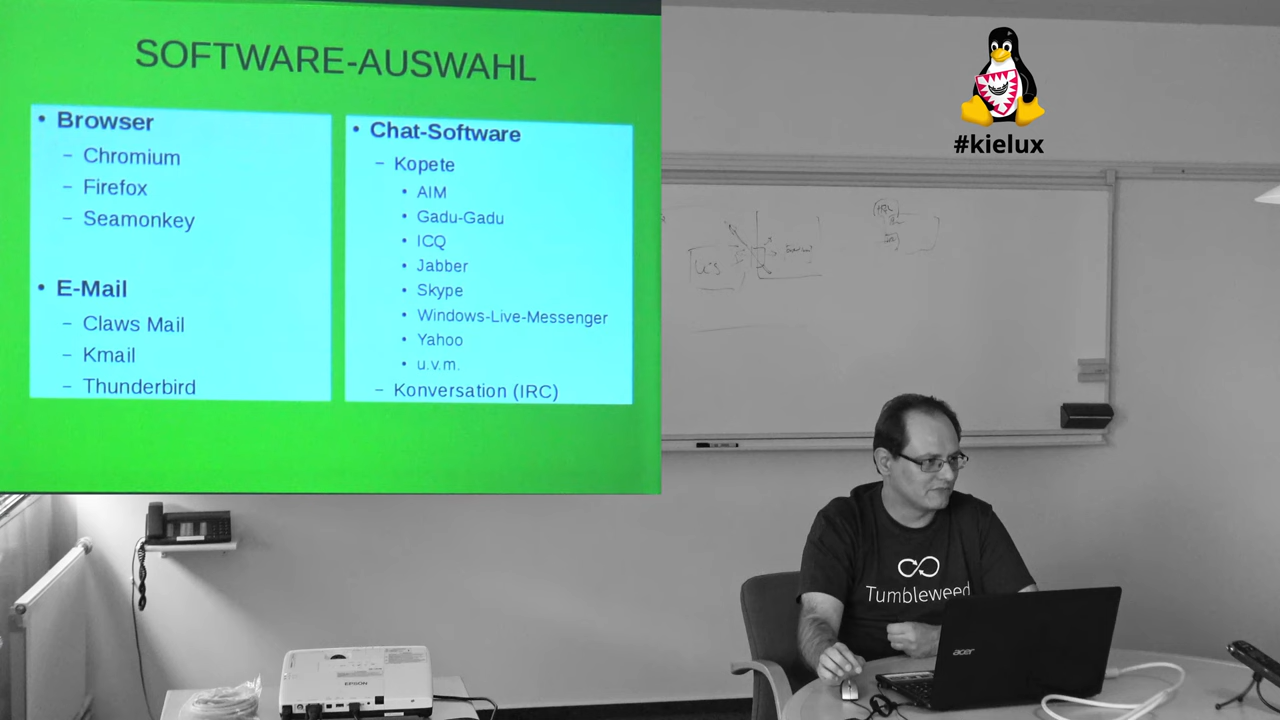 SOFTWARE-AUSWAHL
• Browser
– Chromium
– Firefox
– Seamonkey
• E-Mail
– Claws Mail
– Kmail
– Thunderbird
• Chat-Software
– Kopete
• AIM
• Gadu-Gadu
• ICQ
• Jabber
• Skype
• Windows-Live-Messenger
• Yahoo
• u.v.m.
– Konversation (IRC)
#kielux
Tumbleweed
acer
EPSON